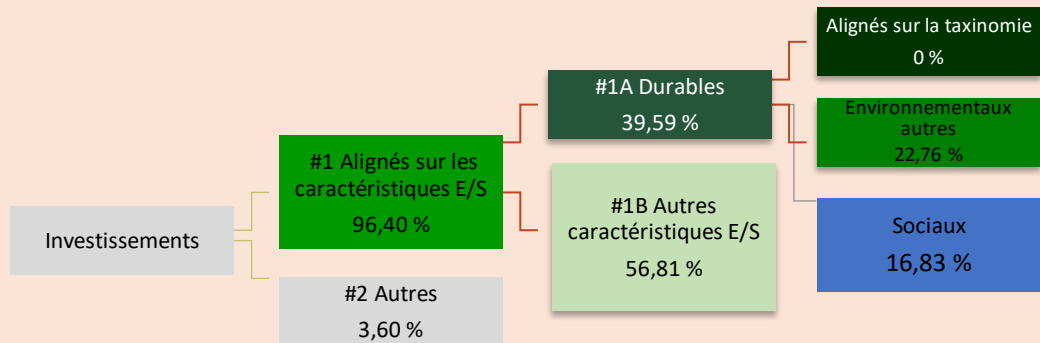 Investissements
#1 Alignés sur les
caractéristiques E/S
96,40 %
#2 Autres
3,60 %
#1A Durables
39,59 %
#1B Autres
caractéristiques E/S
56,81 %
Alignés sur la taxinomie
0 %
Environnementaux
autres
22,76 %
Sociaux
16,83 %